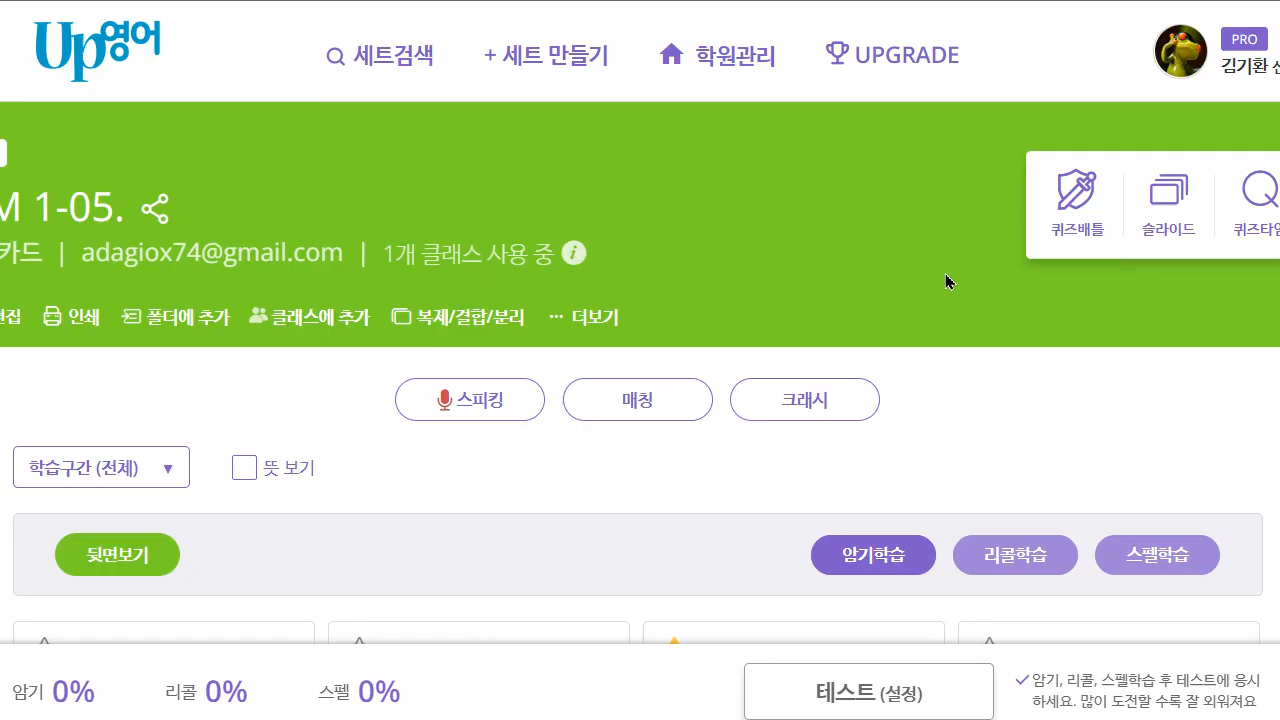 Up영어
세트검색
+ 세트 만들기
학원관리
UPGRADE
PRO
김기환
M 1-05.
카드 | adagiox74@gmail.com | 1개 클래스 사용 중
인쇄
폴더에 추가
클래스에 추가
복제/결합/분리
··· 더보기
퀴즈배틀
슬라이드
스피킹
매칭
크래시
학습구간 (전체) ▼
뜻 보기
뒷면보기
암기학습
리콜학습
스펠학습
암기 0%
리콜 0%
스펠 0%
테스트 (설정)
암기, 리콜, 스펠학습 후 테스트에 응시
하세요. 많이 도전할 수록 잘 외워져요